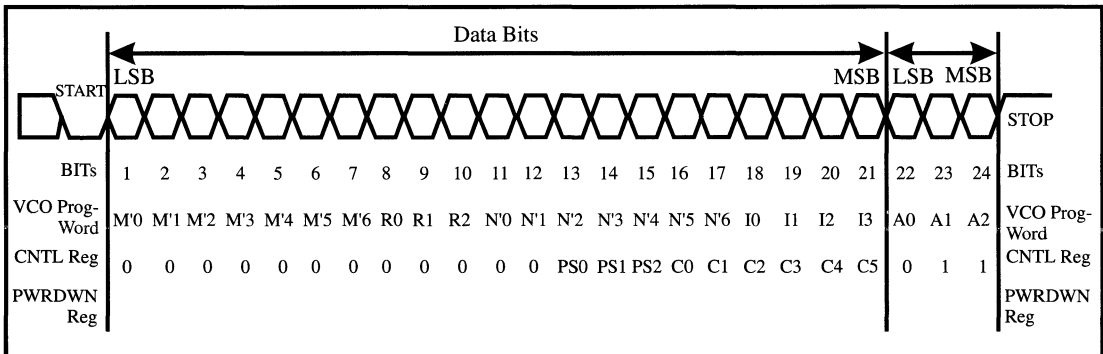 Data Bits
START LSB MSB LSB MSB STOP
BITs 1 2 3 4 5 6 7 8 9 10 11 12 13 14 15 16 17 18 19 20 21 22 23 24 BITs
VCO Prog-
Word M'0 M'1 M'2 M'3 M'4 M'5 M'6 R0 R1 R2 N'0 N'1 N'2 N'3 N'4 N'5 N'6 I0 I1 I2 I3 A0 A1 A2 VCO Prog-
Word
CNTL Reg 0 0 0 0 0 0 0 0 0 0 0 0 PS0 PS1 PS2 C0 C1 C2 C3 C4 C5 0 1 1 CNTL Reg
PWRDWN
Reg
PWRDWN
Reg